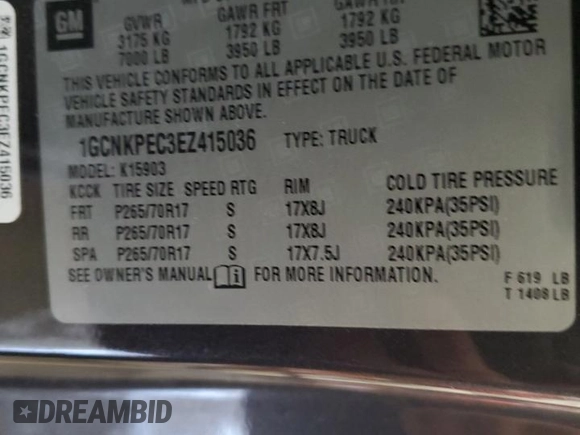 GM
GVWR GAWR FRT
3175 KG 1792 KG 1792 KG
7000 LB 3950 LB 3950 LB
THIS VEHICLE CONFORMS TO ALL APPLICABLE U.S. FEDERAL MOTOR
VEHICLE SAFETY STANDARDS IN EFFECT ON THE DATE OF
MANUFACTURE SHOWN ABOVE.
1GCNKPEC3EZ415036 TYPE: TRUCK
MODEL: K15903
KCCK TIRE SIZE SPEED RTG RIM COLD TIRE PRESSURE
FRT P265/70R17 S 17X8J 240KPA(35PSI)
RR P265/70R17 S 17X8J 240KPA(35PSI)
SPA P265/70R17 S 17X7.5J 240KPA(35PSI)
SEE OWNER'S MANUAL FOR MORE INFORMATION.
F 619 LB
T 1408 LB
1GCNKPEC3EZ415036
DREAMBID